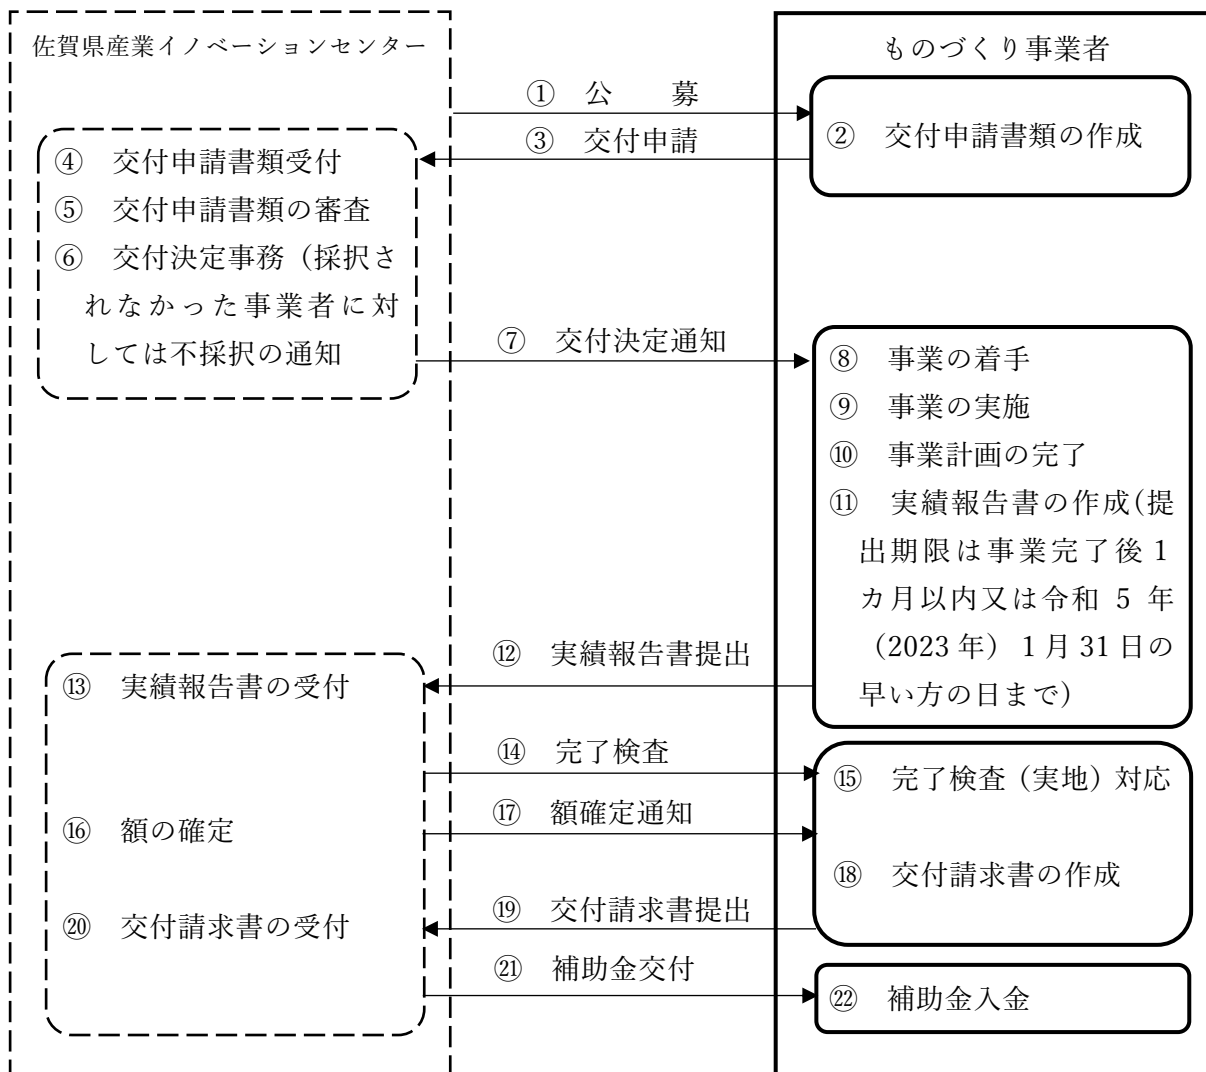 佐賀県産業イノベーションセンター
ものづくり事業者
① 公 募
② 交付申請書類の作成
③ 交付申請
④ 交付申請書類受付
⑤ 交付申請書類の審査
⑥ 交付決定事務（採択さ
れなかった事業者に対
しては不採択の通知
⑦ 交付決定通知
⑧ 事業の着手
⑨ 事業の実施
⑩ 事業計画の完了
⑪ 実績報告書の作成(提
出期限は事業完了後 1
カ月以内又は令和 5 年
（2023 年） 1 月 31 日の
早い方の日まで)
⑫ 実績報告書提出
⑬ 実績報告書の受付
⑭ 完了検査
⑮ 完了検査（実地）対応
⑯ 額の確定
⑰ 額確定通知
⑱ 交付請求書の作成
⑲ 交付請求書提出
⑳ 交付請求書の受付
㉑ 補助金交付
㉒ 補助金入金